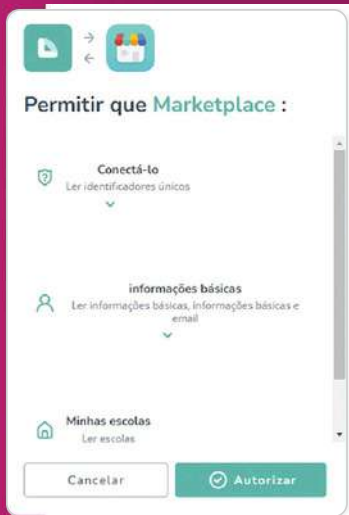 Permitir que Marketplace :
Conectá-lo
Ler identificadores únicos
informações básicas
Ler informações básicas, informações básicas e
email
Minhas escolas
Ler escolas
Cancelar
Autorizar